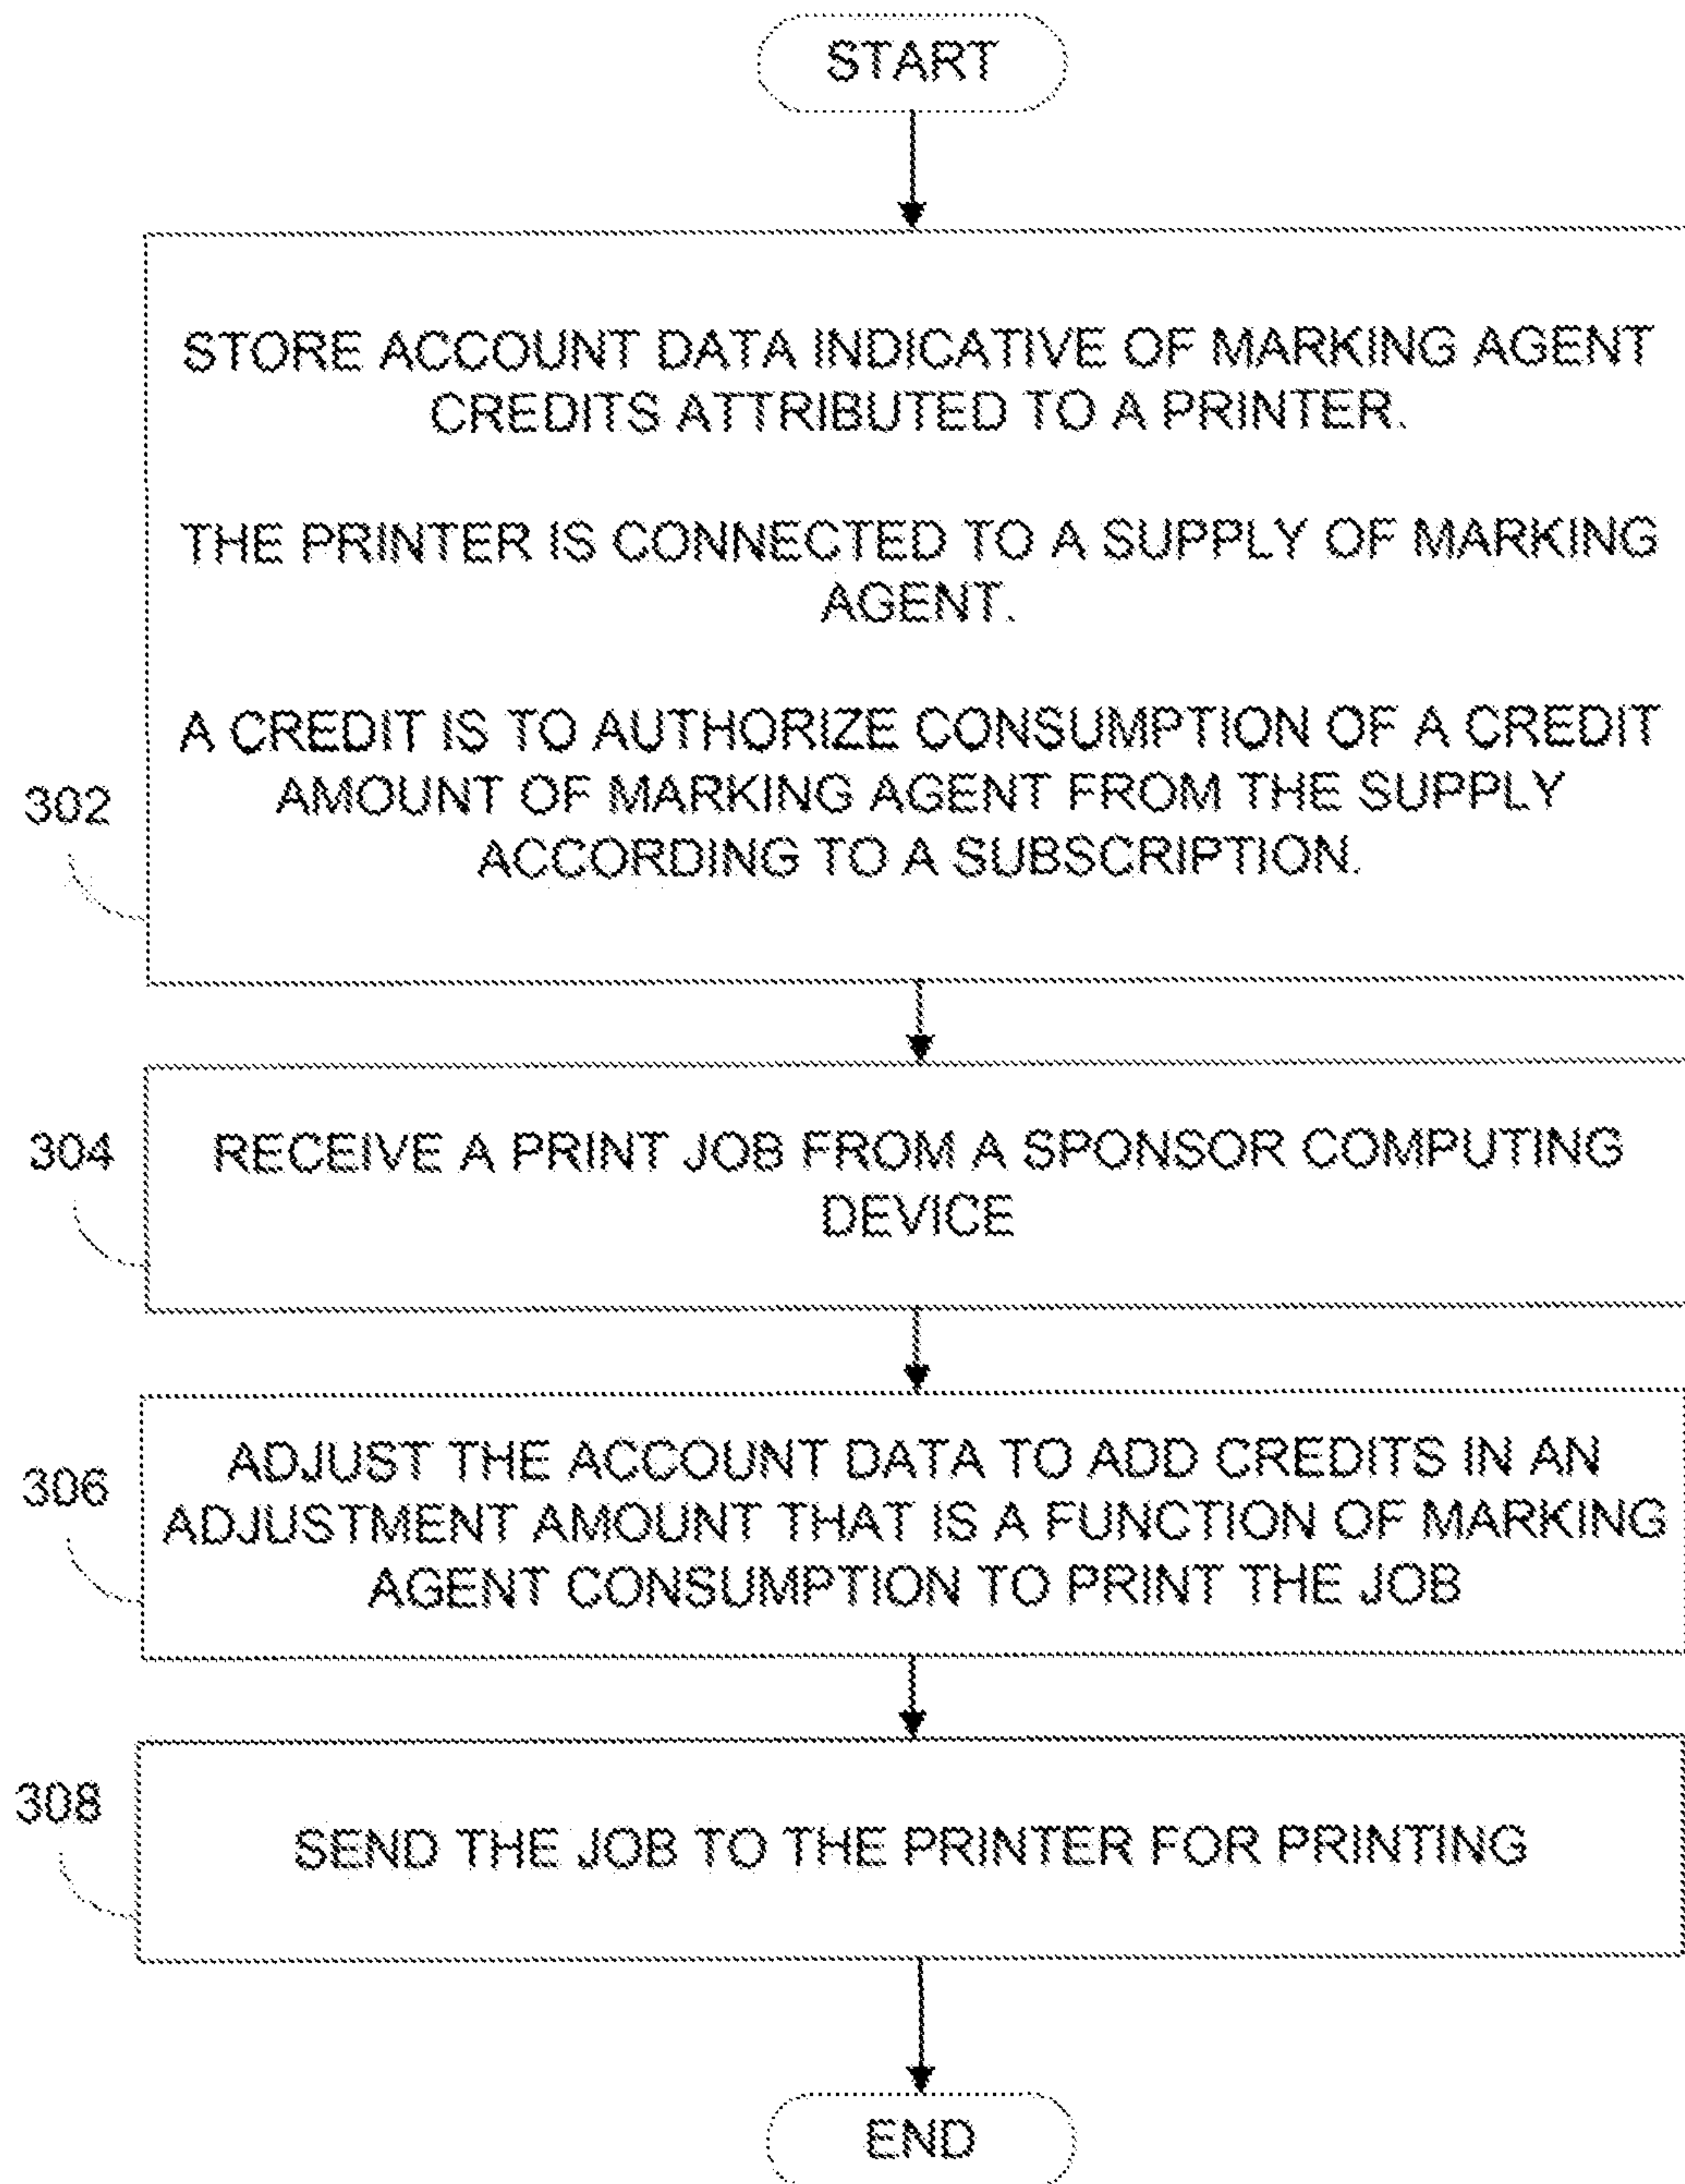 START
STORE ACCOUNT DATA INDICATIVE OF MARKING AGENT
CREDITS ATTRIBUTED TO A PRINTER.
THE PRINTER IS CONNECTED TO A SUPPLY OF MARKING
AGENT.
A CREDIT IS TO AUTHORIZE CONSUMPTION OF A CREDIT
AMOUNT OF MARKING AGENT FROM THE SUPPLY
ACCORDING TO A SUBSCRIPTION.
302
304
RECEIVE A PRINT JOB FROM A SPONSOR COMPUTING
DEVICE
306
ADJUST THE ACCOUNT DATA TO ADD CREDITS IN AN
ADJUSTMENT AMOUNT THAT IS A FUNCTION OF MARKING
AGENT CONSUMPTION TO PRINT THE JOB
308
SEND THE JOB TO THE PRINTER FOR PRINTING
END